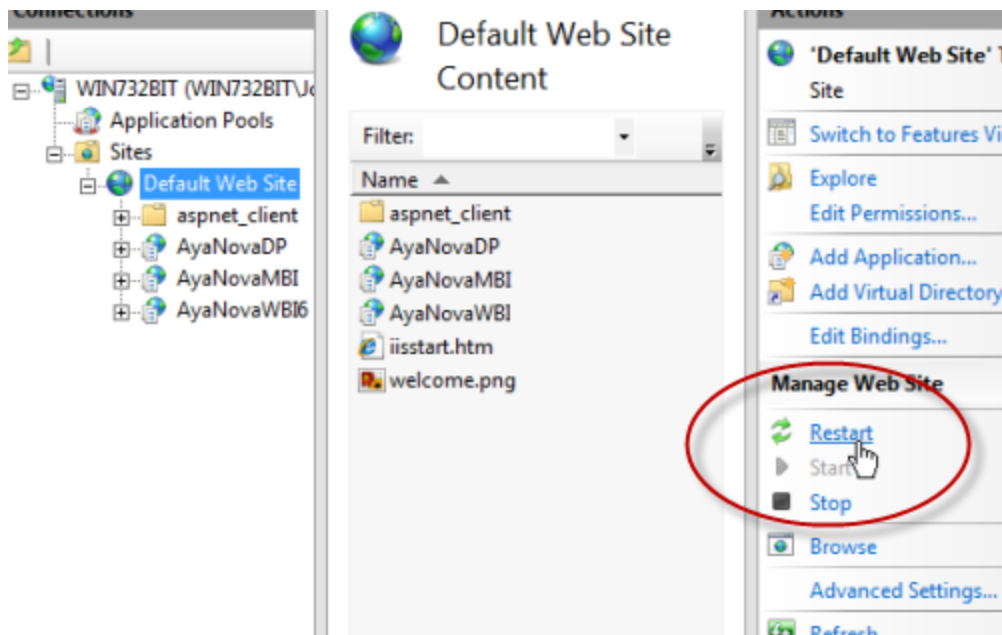 Connections
WIN732BIT (WIN732BIT\Jo
Application Pools
Sites
Default Web Site
aspnet_client
AyaNovaDP
AyaNovaMBI
AyaNovaWBI6
Default Web Site
Content
Filter:
Name
aspnet_client
AyaNovaDP
AyaNovaMBI
AyaNovaWBI
iisstart.htm
welcome.png
Actions
'Default Web Site'
Site
Switch to Features Vi
Explore
Edit Permissions...
Add Application...
Add Virtual Directory
Edit Bindings...
Manage Web Site
Restart
Start
Stop
Browse
Advanced Settings...
Refresh